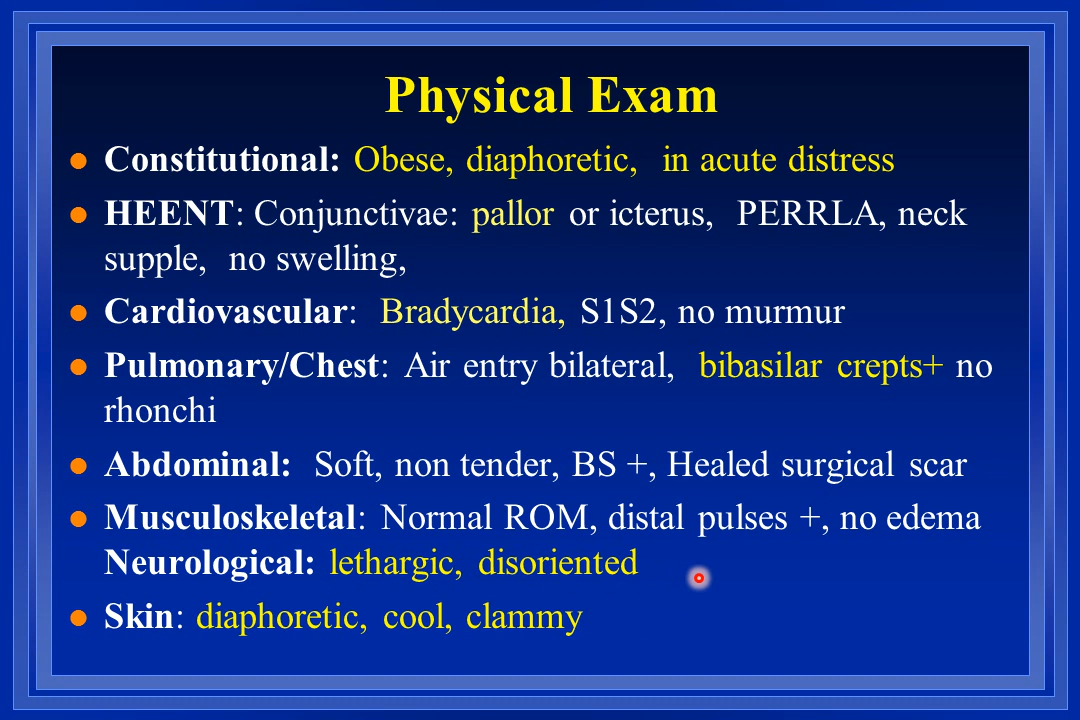 Physical Exam
Constitutional: Obese, diaphoretic, in acute distress
HEENT: Conjunctivae: pallor or icterus, PERRLA, neck
supple, no swelling,
Cardiovascular: Bradycardia, S1S2, no murmur
Pulmonary/Chest: Air entry bilateral, bibasilar crepts+ no
rhonchi
Abdominal: Soft, non tender, BS +, Healed surgical scar
Musculoskeletal: Normal ROM, distal pulses +, no edema
Neurological: lethargic, disoriented
Skin: diaphoretic, cool, clammy